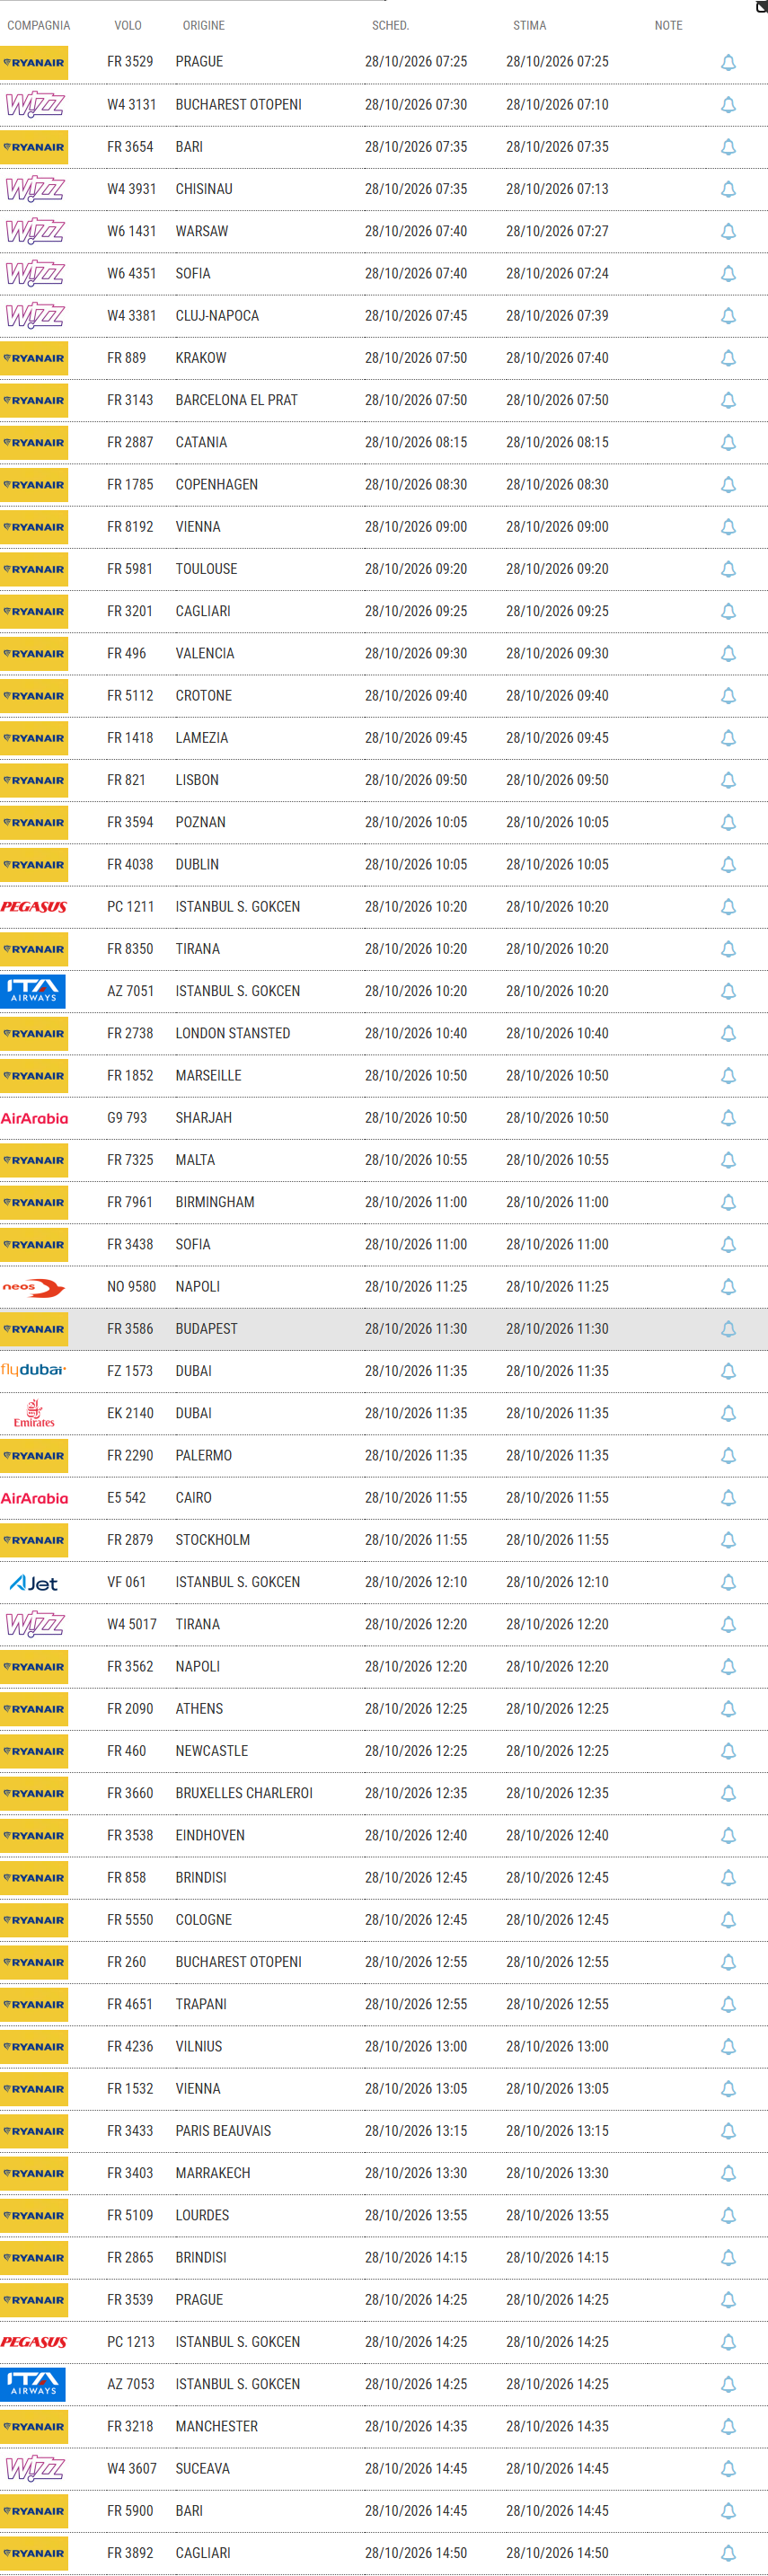 COMPAGNIA VOLO ORIGINE SCHED. STIMA NOTE
RYANAIR FR 3529 PRAGUE 28/10/2026 07:25 28/10/2026 07:25
Wizz W4 3131 BUCHAREST OTOPENI 28/10/2026 07:30 28/10/2026 07:10
RYANAIR FR 3654 BARI 28/10/2026 07:35 28/10/2026 07:35
Wizz W4 3931 CHISINAU 28/10/2026 07:35 28/10/2026 07:13
Wizz W6 1431 WARSAW 28/10/2026 07:40 28/10/2026 07:27
Wizz W6 4351 SOFIA 28/10/2026 07:40 28/10/2026 07:24
Wizz W4 3381 CLUJ-NAPOCA 28/10/2026 07:45 28/10/2026 07:39
RYANAIR FR 889 KRAKOW 28/10/2026 07:50 28/10/2026 07:40
RYANAIR FR 3143 BARCELONA EL PRAT 28/10/2026 07:50 28/10/2026 07:50
RYANAIR FR 2887 CATANIA 28/10/2026 08:15 28/10/2026 08:15
RYANAIR FR 1785 COPENHAGEN 28/10/2026 08:30 28/10/2026 08:30
RYANAIR FR 8192 VIENNA 28/10/2026 09:00 28/10/2026 09:00
RYANAIR FR 5981 TOULOUSE 28/10/2026 09:20 28/10/2026 09:20
RYANAIR FR 3201 CAGLIARI 28/10/2026 09:25 28/10/2026 09:25
RYANAIR FR 496 VALENCIA 28/10/2026 09:30 28/10/2026 09:30
RYANAIR FR 5112 CROTONE 28/10/2026 09:40 28/10/2026 09:40
RYANAIR FR 1418 LAMEZIA 28/10/2026 09:45 28/10/2026 09:45
RYANAIR FR 821 LISBON 28/10/2026 09:50 28/10/2026 09:50
RYANAIR FR 3594 POZNAN 28/10/2026 10:05 28/10/2026 10:05
RYANAIR FR 4038 DUBLIN 28/10/2026 10:05 28/10/2026 10:05
PEGASUS PC 1211 ISTANBUL S. GOKCEN 28/10/2026 10:20 28/10/2026 10:20
RYANAIR FR 8350 TIRANA 28/10/2026 10:20 28/10/2026 10:20
ITA AIRWAYS AZ 7051 ISTANBUL S. GOKCEN 28/10/2026 10:20 28/10/2026 10:20
RYANAIR FR 2738 LONDON STANSTED 28/10/2026 10:40 28/10/2026 10:40
RYANAIR FR 1852 MARSEILLE 28/10/2026 10:50 28/10/2026 10:50
AirArabia G9 793 SHARJAH 28/10/2026 10:50 28/10/2026 10:50
RYANAIR FR 7325 MALTA 28/10/2026 10:55 28/10/2026 10:55
RYANAIR FR 7961 BIRMINGHAM 28/10/2026 11:00 28/10/2026 11:00
RYANAIR FR 3438 SOFIA 28/10/2026 11:00 28/10/2026 11:00
neos NO 9580 NAPOLI 28/10/2026 11:25 28/10/2026 11:25
RYANAIR FR 3586 BUDAPEST 28/10/2026 11:30 28/10/2026 11:30
flydubai FZ 1573 DUBAI 28/10/2026 11:35 28/10/2026 11:35
Emirates EK 2140 DUBAI 28/10/2026 11:35 28/10/2026 11:35
RYANAIR FR 2290 PALERMO 28/10/2026 11:35 28/10/2026 11:35
AirArabia E5 542 CAIRO 28/10/2026 11:55 28/10/2026 11:55
RYANAIR FR 2879 STOCKHOLM 28/10/2026 11:55 28/10/2026 11:55
AJet VF 061 ISTANBUL S. GOKCEN 28/10/2026 12:10 28/10/2026 12:10
Wizz W4 5017 TIRANA 28/10/2026 12:20 28/10/2026 12:20
RYANAIR FR 3562 NAPOLI 28/10/2026 12:20 28/10/2026 12:20
RYANAIR FR 2090 ATHENS 28/10/2026 12:25 28/10/2026 12:25
RYANAIR FR 460 NEWCASTLE 28/10/2026 12:25 28/10/2026 12:25
RYANAIR FR 3660 BRUXELLES CHARLEROI 28/10/2026 12:35 28/10/2026 12:35
RYANAIR FR 3538 EINDHOVEN 28/10/2026 12:40 28/10/2026 12:40
RYANAIR FR 858 BRINDISI 28/10/2026 12:45 28/10/2026 12:45
RYANAIR FR 5550 COLOGNE 28/10/2026 12:45 28/10/2026 12:45
RYANAIR FR 260 BUCHAREST OTOPENI 28/10/2026 12:55 28/10/2026 12:55
RYANAIR FR 4651 TRAPANI 28/10/2026 12:55 28/10/2026 12:55
RYANAIR FR 4236 VILNIUS 28/10/2026 13:00 28/10/2026 13:00
RYANAIR FR 1532 VIENNA 28/10/2026 13:05 28/10/2026 13:05
RYANAIR FR 3433 PARIS BEAUVAIS 28/10/2026 13:15 28/10/2026 13:15
RYANAIR FR 3403 MARRAKECH 28/10/2026 13:30 28/10/2026 13:30
RYANAIR FR 5109 LOURDES 28/10/2026 13:55 28/10/2026 13:55
RYANAIR FR 2865 BRINDISI 28/10/2026 14:15 28/10/2026 14:15
RYANAIR FR 3539 PRAGUE 28/10/2026 14:25 28/10/2026 14:25
PEGASUS PC 1213 ISTANBUL S. GOKCEN 28/10/2026 14:25 28/10/2026 14:25
ITA AIRWAYS AZ 7053 ISTANBUL S. GOKCEN 28/10/2026 14:25 28/10/2026 14:25
RYANAIR FR 3218 MANCHESTER 28/10/2026 14:35 28/10/2026 14:35
Wizz W4 3607 SUCEAVA 28/10/2026 14:45 28/10/2026 14:45
RYANAIR FR 5900 BARI 28/10/2026 14:45 28/10/2026 14:45
RYANAIR FR 3892 CAGLIARI 28/10/2026 14:50 28/10/2026 14:50